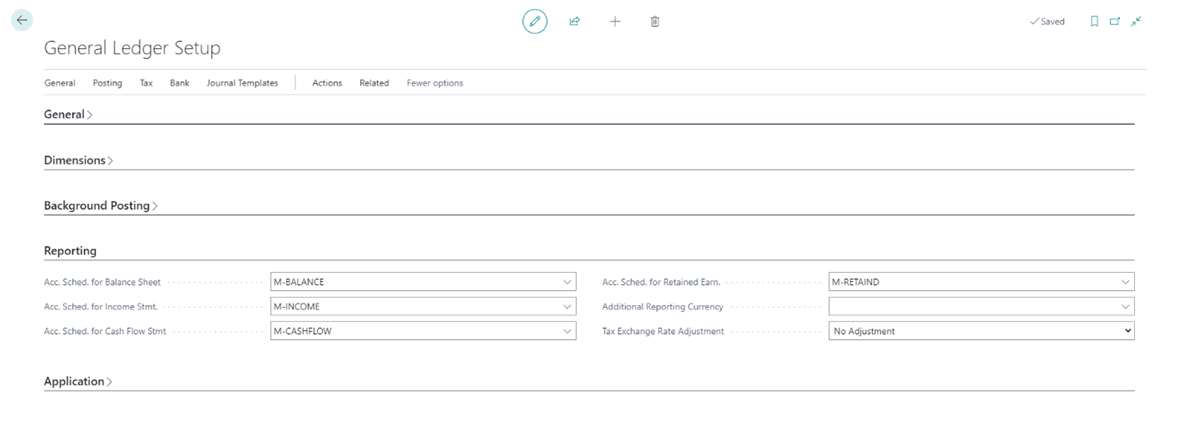 Saved
General Ledger Setup
General Posting Tax Bank Journal Templates Actions Related Fewer options
General
Dimensions
Background Posting
Reporting
Acc. Sched. for Balance Sheet M-BALANCE Acc. Sched. for Retained Earn. M-RETAIND
Acc. Sched. for Income Stmt. M-INCOME Additional Reporting Currency
Acc. Sched. for Cash Flow Stmt M-CASHFLOW Tax Exchange Rate Adjustment No Adjustment
Application